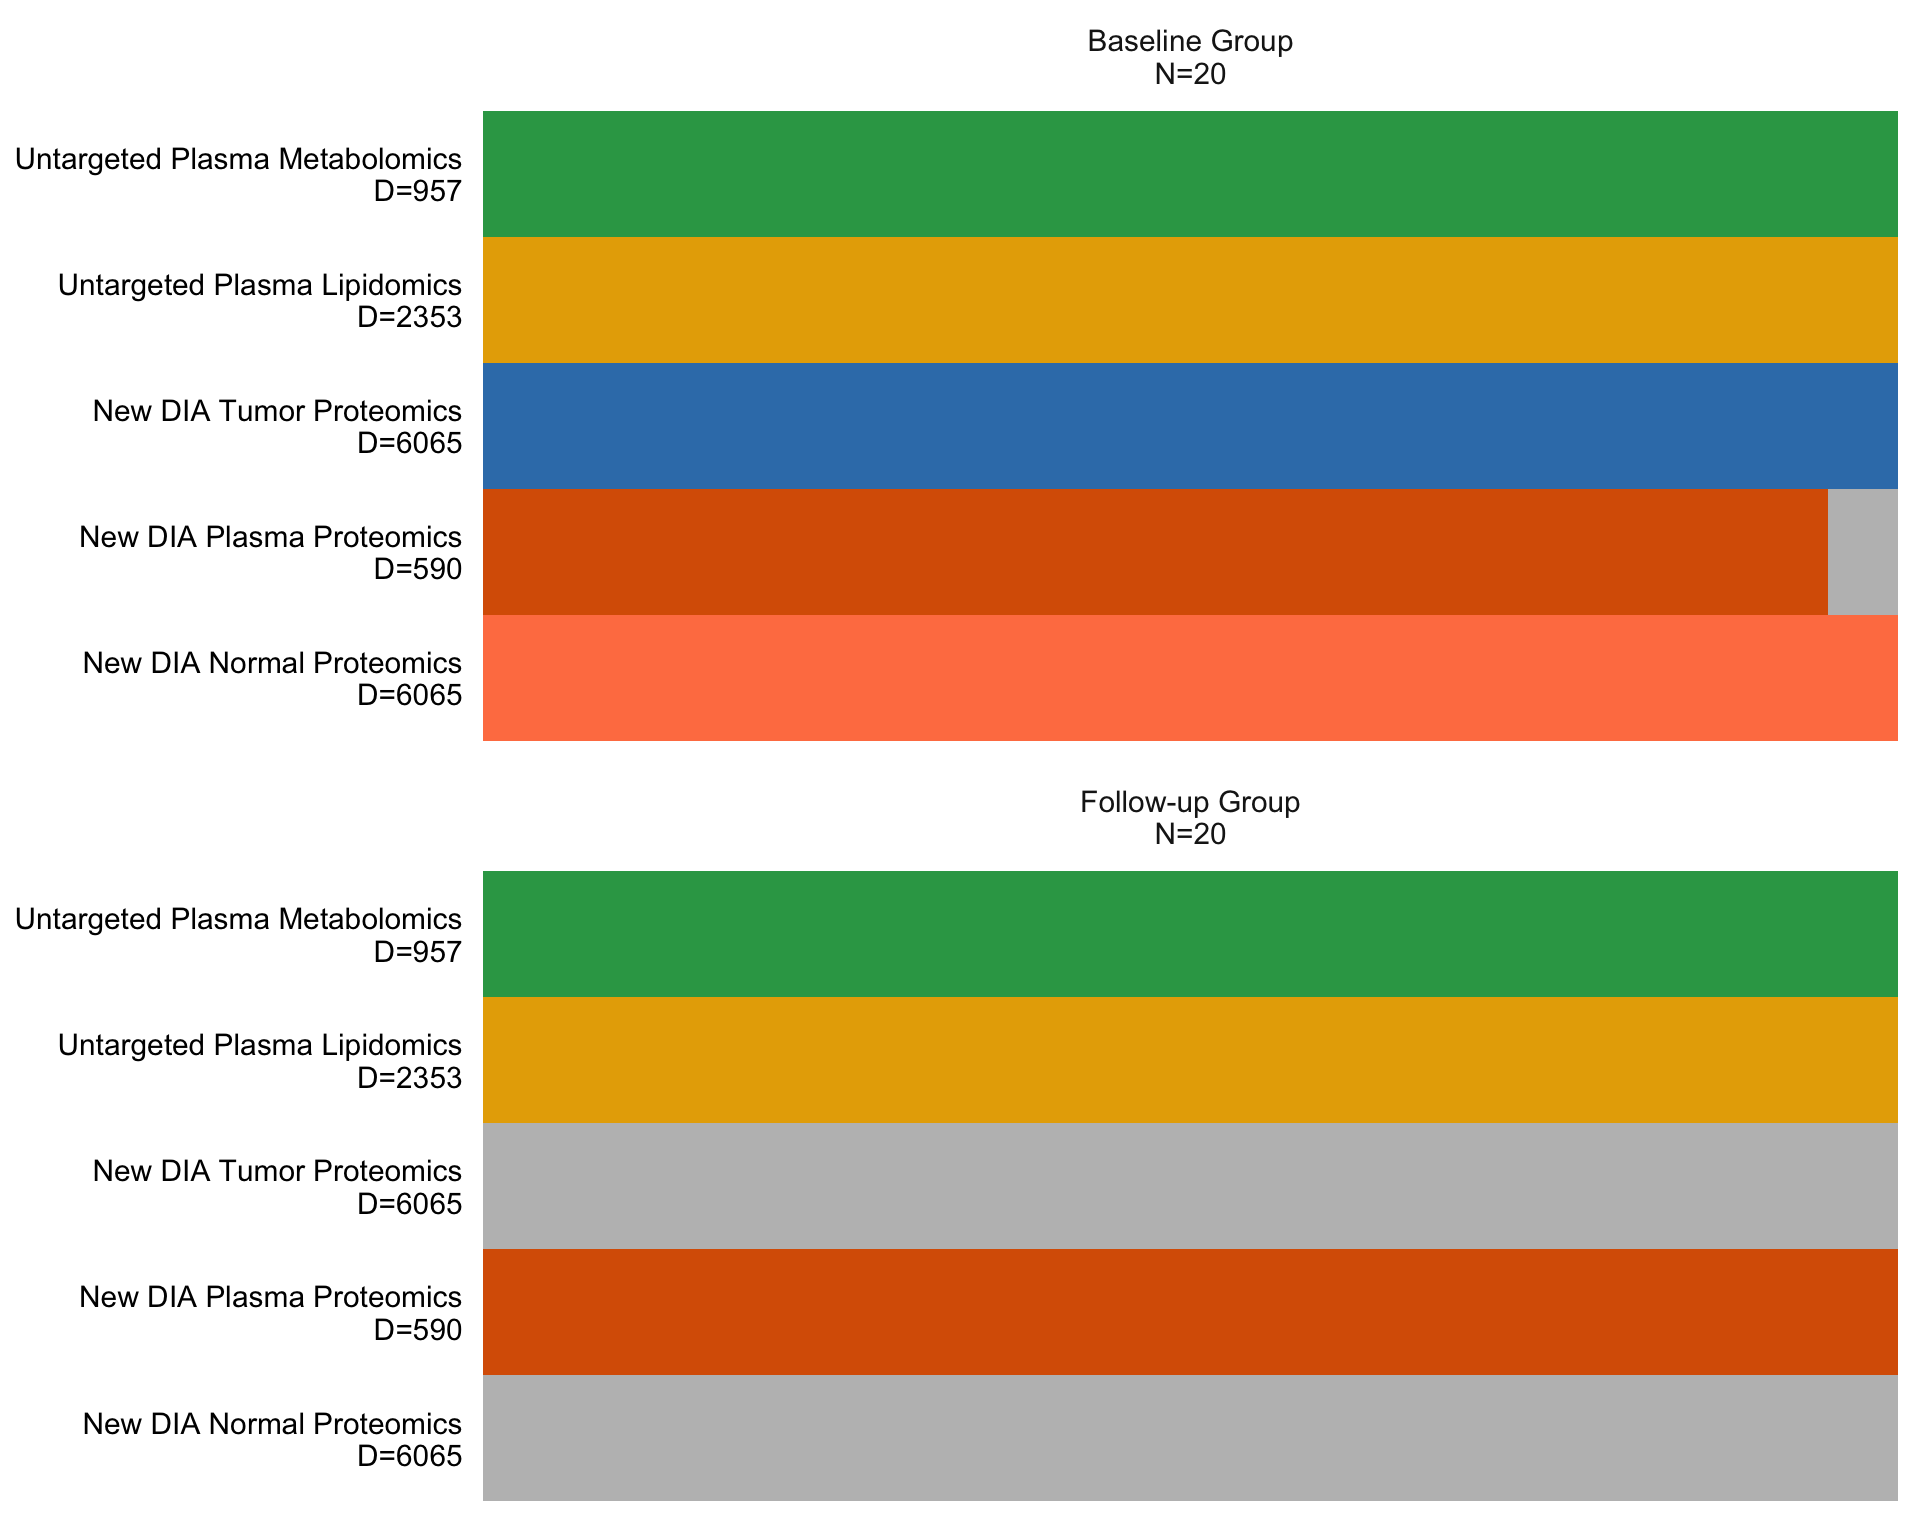 Baseline Group
N=20
Untargeted Plasma Metabolomics
D=957
Untargeted Plasma Lipidomics
D=2353
New DIA Tumor Proteomics
D=6065
New DIA Plasma Proteomics
D=590
New DIA Normal Proteomics
D=6065
Follow-up Group
N=20
Untargeted Plasma Metabolomics
D=957
Untargeted Plasma Lipidomics
D=2353
New DIA Tumor Proteomics
D=6065
New DIA Plasma Proteomics
D=590
New DIA Normal Proteomics
D=6065